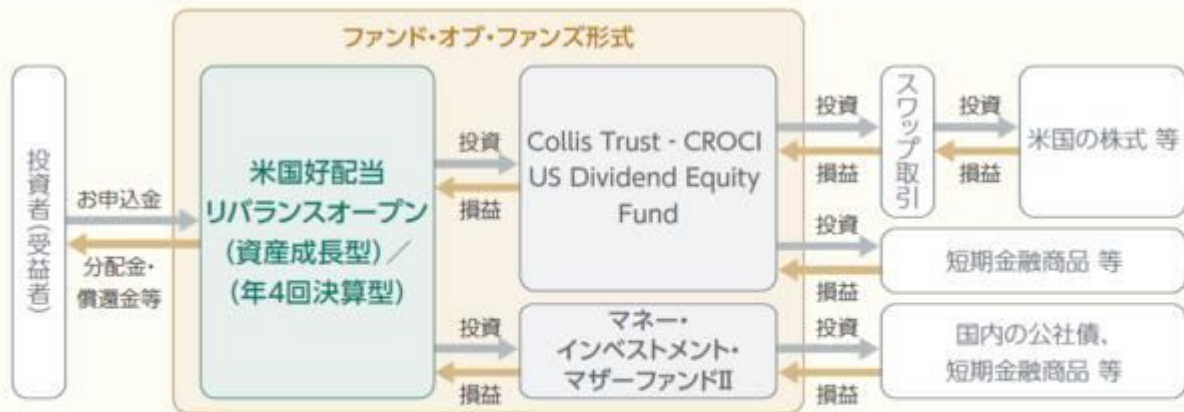 ファンド・オブ・ファンズ形式
投資者(受益者)
お申込金
分配金・
償還金等
米国好配当
リバランスオープン
(資産成長型)/
(年4回決算型)
投資
損益
Collis Trust - CROCI
US Dividend Equity
Fund
投資
損益
スワップ取引
投資
損益
米国の株式 等
投資
損益
短期金融商品 等
投資
損益
マネー・
インベストメント・
マザーファンドⅡ
投資
損益
国内の公社債、
短期金融商品 等